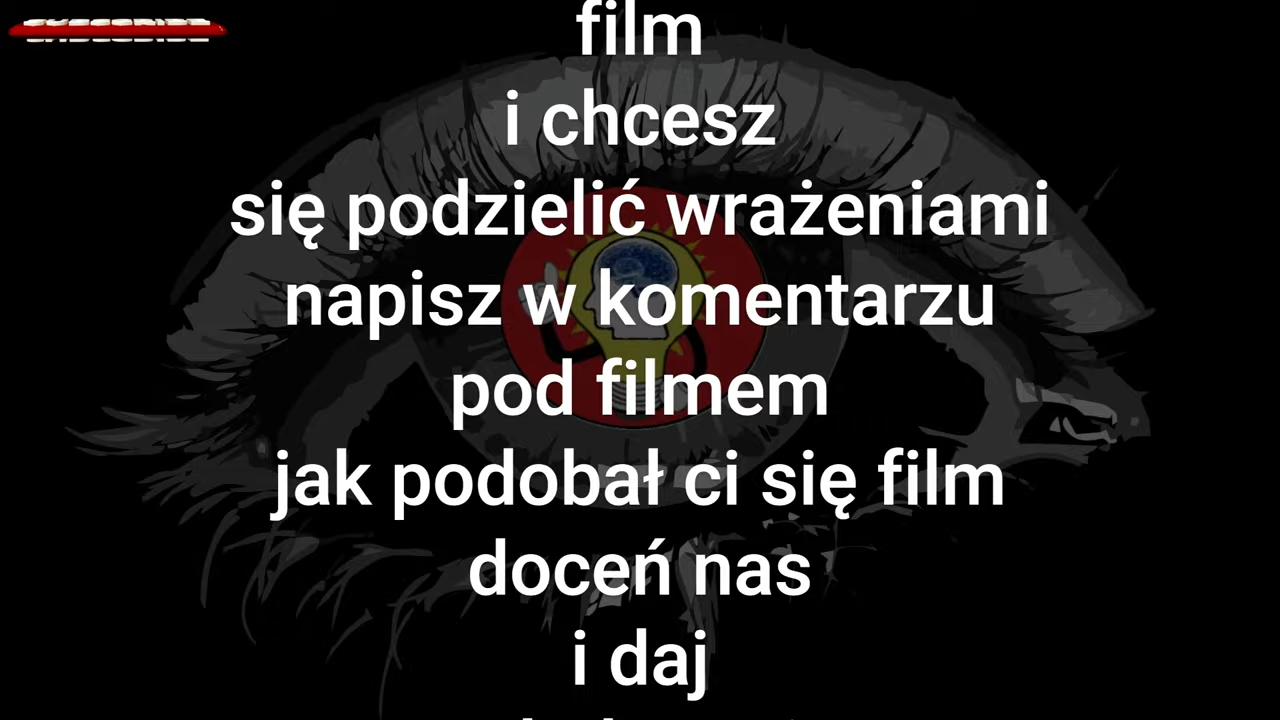 film
i chcesz
się podzielić wrażeniami
napisz w komentarzu
pod filmem
jak podobał ci się film
doceń nas
i daj